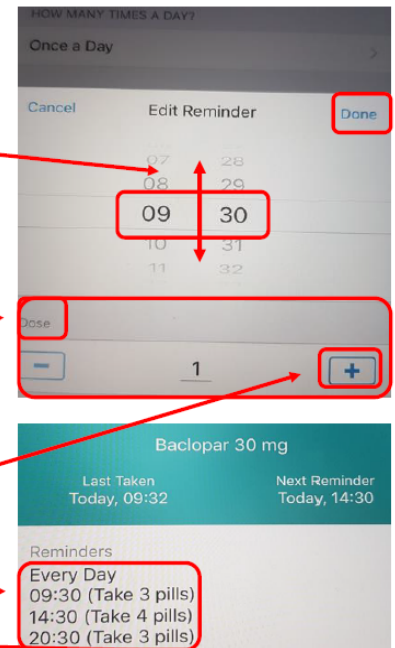 HOW MANY TIMES A DAY?
Once a Day >
Cancel Edit Reminder Done
07 28
08 29
09 30
10 31
11 32
Dose
− 1 +
Baclopar 30 mg
Last Taken Next Reminder
Today, 09:32 Today, 14:30
Reminders
Every Day
09:30 (Take 3 pills)
14:30 (Take 4 pills)
20:30 (Take 3 pills)